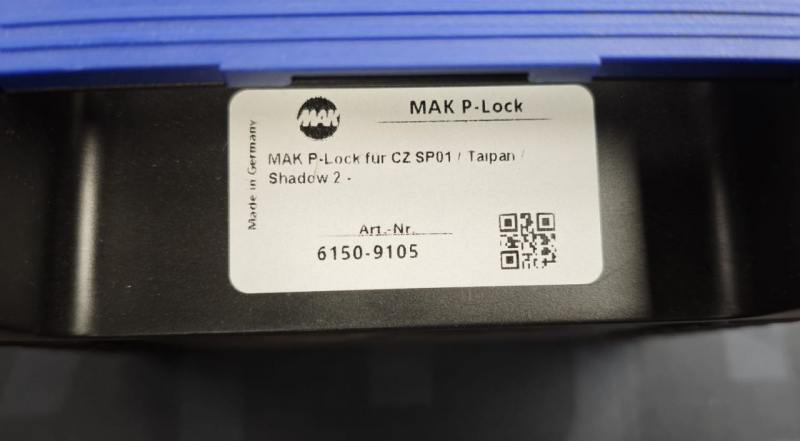 MAK
MAK P-Lock
Made in Germany
MAK P-Lock für CZ SP01 / Taipan /
Shadow 2 -
Art.-Nr.
6150-9105